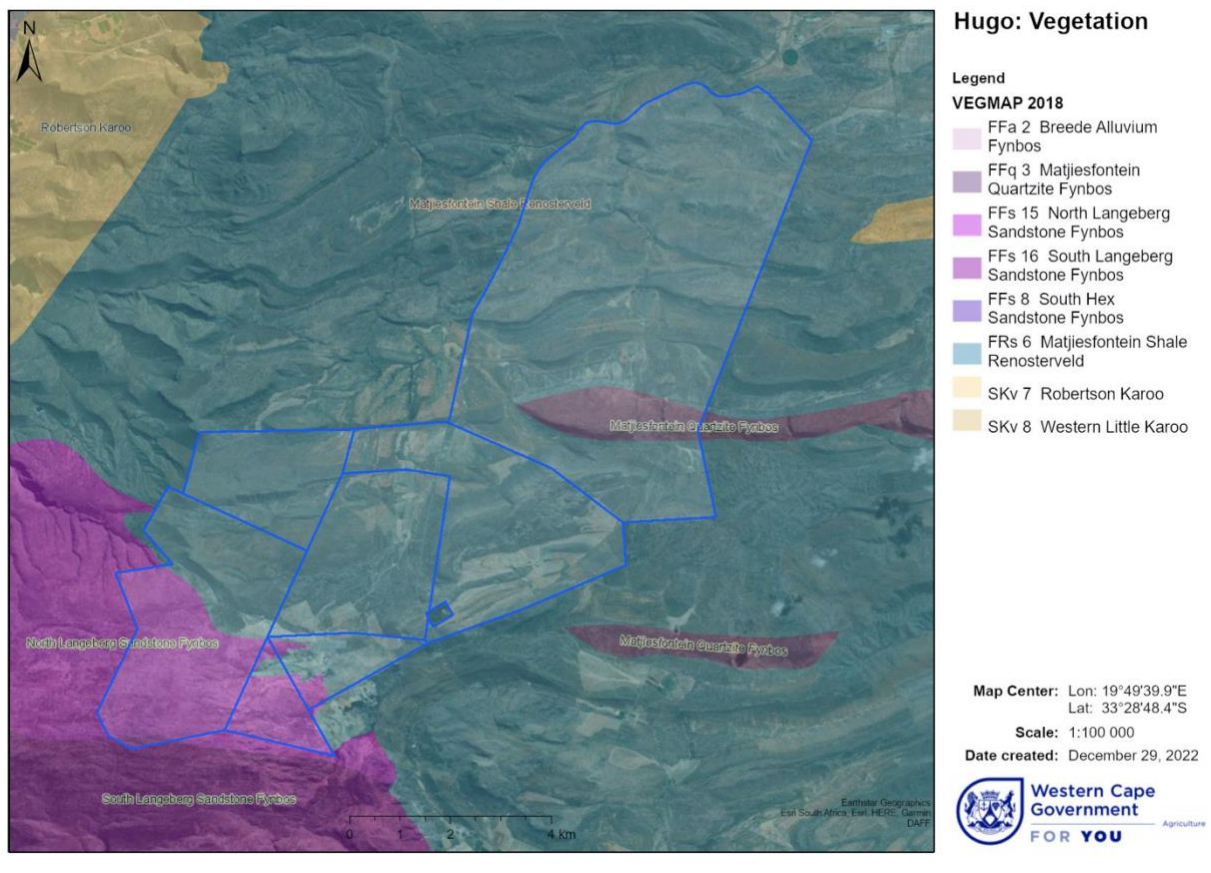 Hugo: Vegetation
N
Legend
VEGMAP 2018
FFa 2 Breede Alluvium
Fynbos
FFq 3 Matjiesfontein
Quartzite Fynbos
FFs 15 North Langeberg
Sandstone Fynbos
FFs 16 South Langeberg
Sandstone Fynbos
FFs 8 South Hex
Sandstone Fynbos
FRs 6 Matjiesfontein Shale
Renosterveld
SKv 7 Robertson Karoo
SKv 8 Western Little Karoo
Robertson Karoo
Matjiesfontein Shale Renosterveld
Matjiesfontein Quartzite Fynbos
North Langeberg Sandstone Fynbos
Matjiesfontein Quartzite Fynbos
South Langeberg Sandstone Fynbos
0 1 2 4 km
Earthstar Geographics
Esri South Africa, Esri, HERE, Garmin
DAFF
Map Center: Lon: 19°49'39.9"E
Lat: 33°28'48.4"S
Scale: 1:100 000
Date created: December 29, 2022
Western Cape
Government
Agriculture
FOR YOU